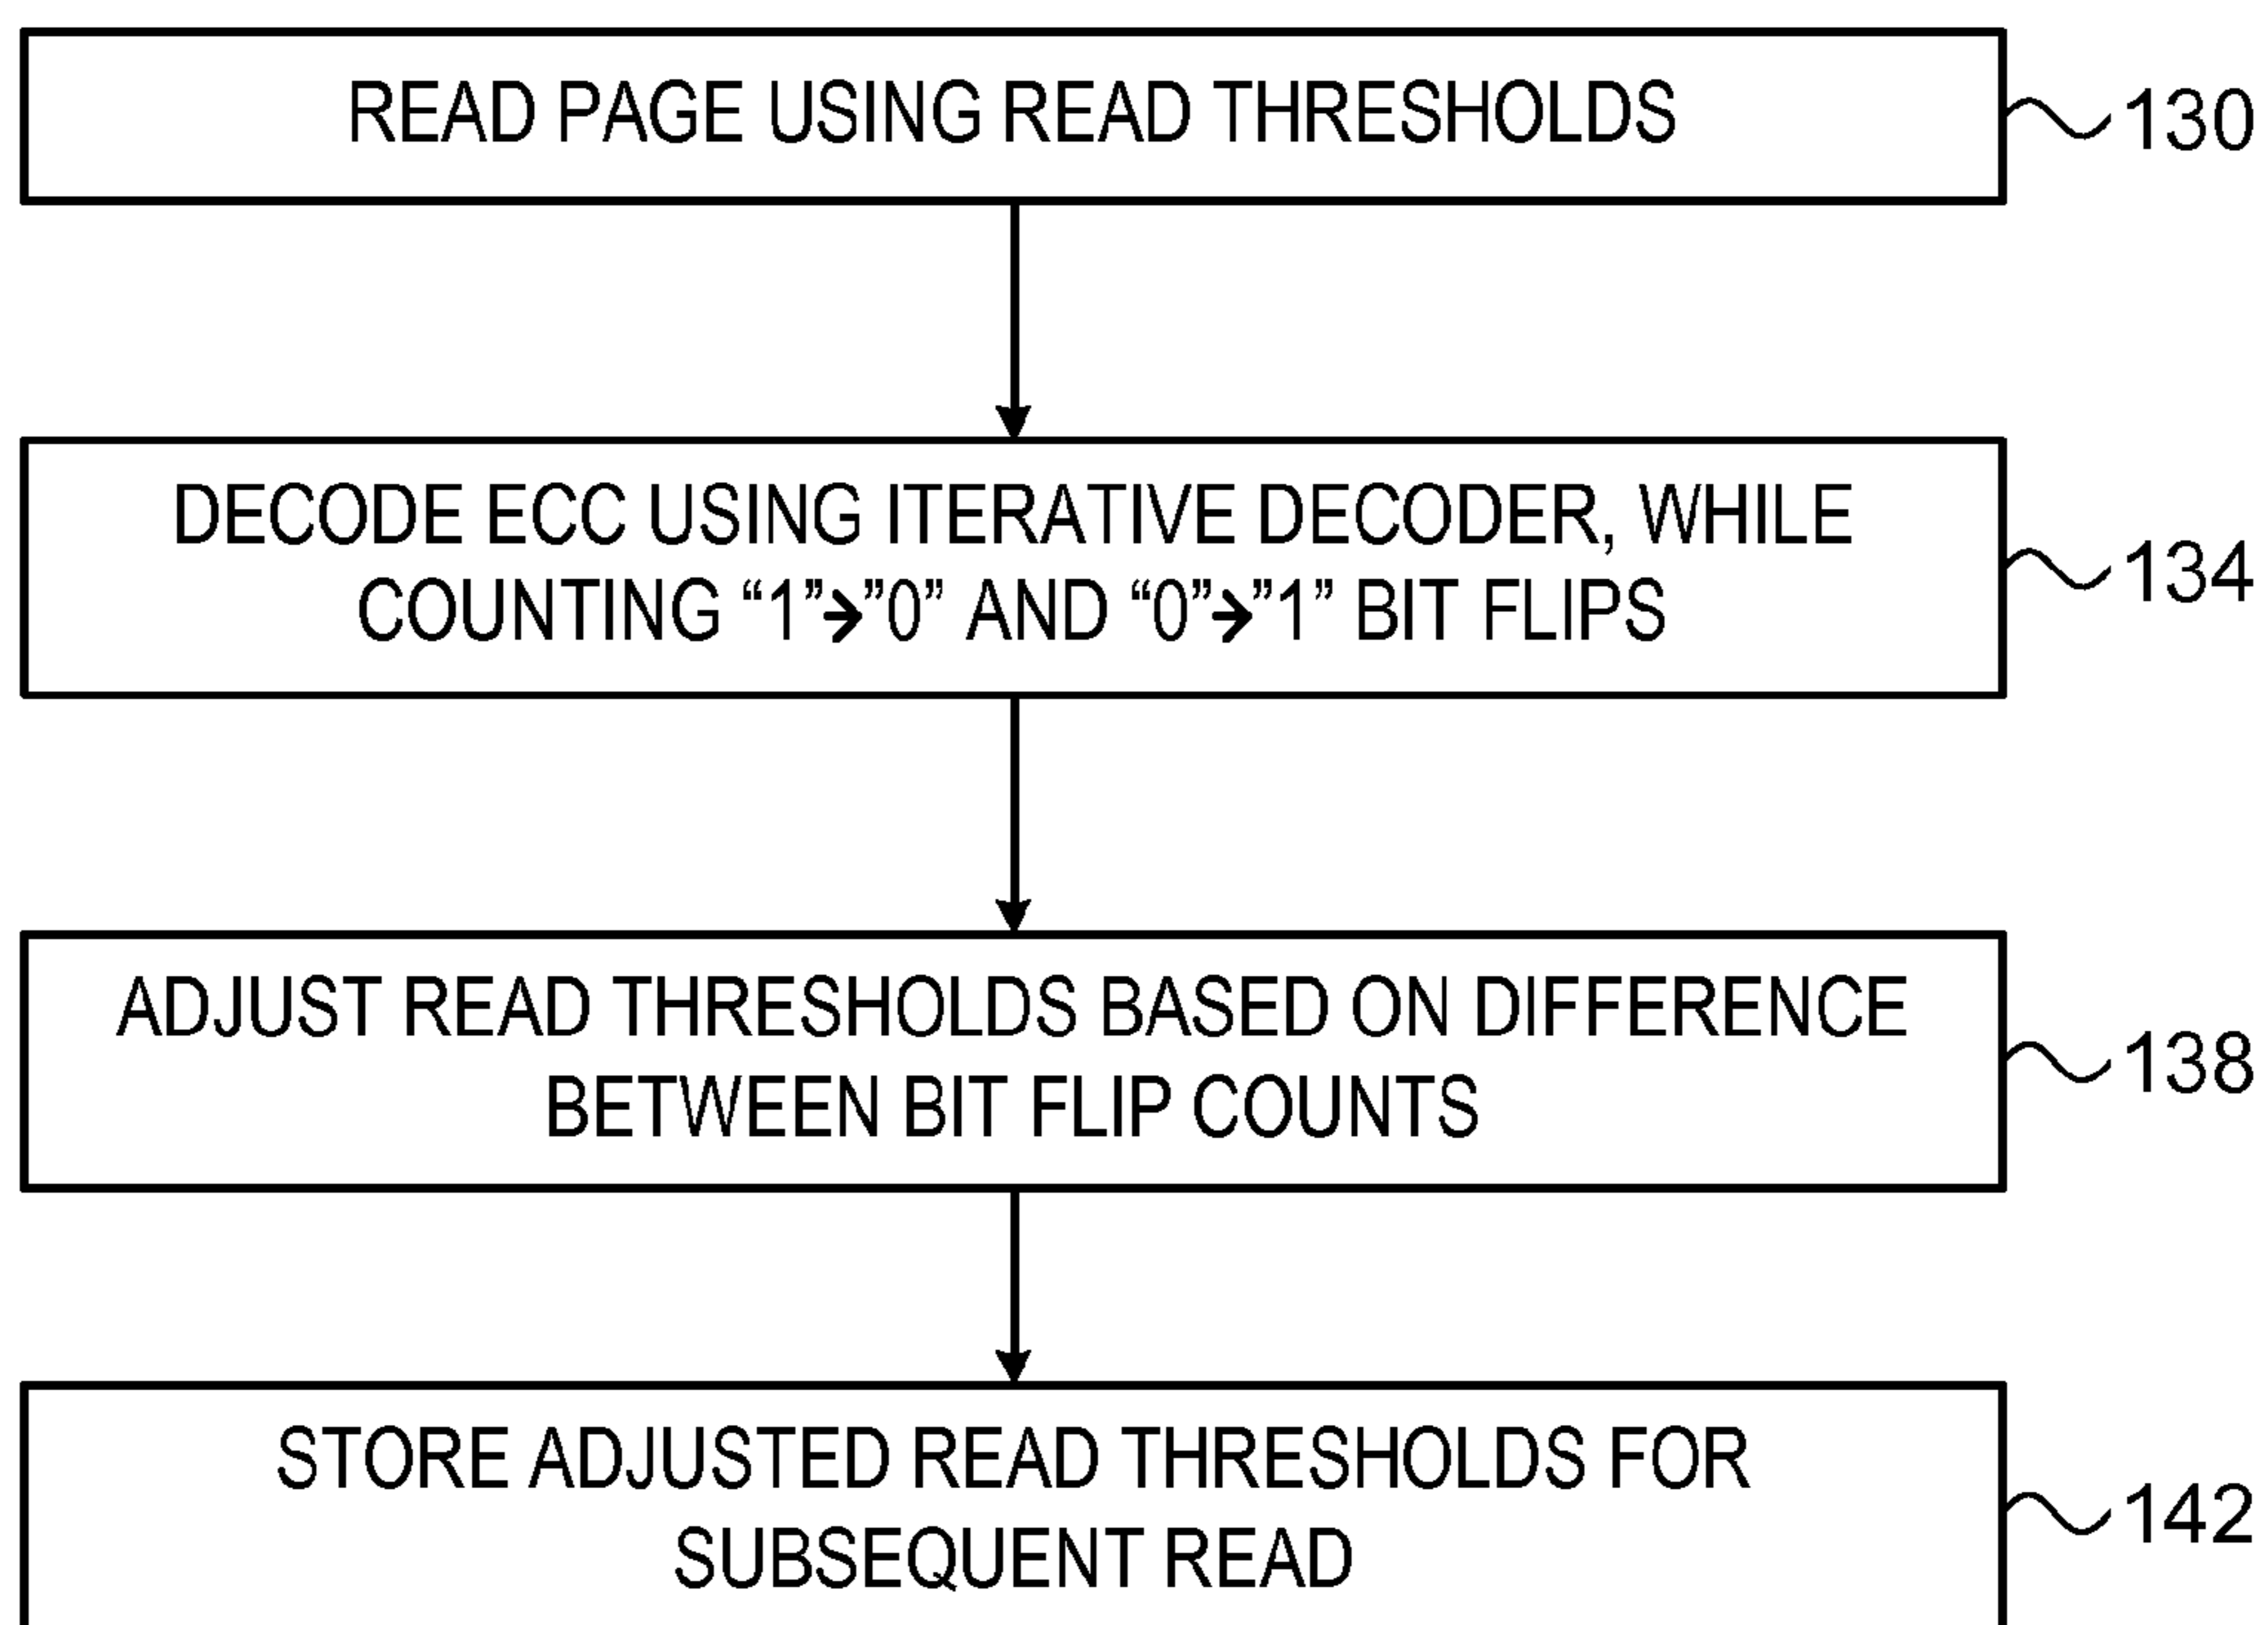 READ PAGE USING READ THRESHOLDS
130
DECODE ECC USING ITERATIVE DECODER, WHILE
COUNTING “1”→”0” AND “0”→”1” BIT FLIPS
134
ADJUST READ THRESHOLDS BASED ON DIFFERENCE
BETWEEN BIT FLIP COUNTS
138
STORE ADJUSTED READ THRESHOLDS FOR
SUBSEQUENT READ
142